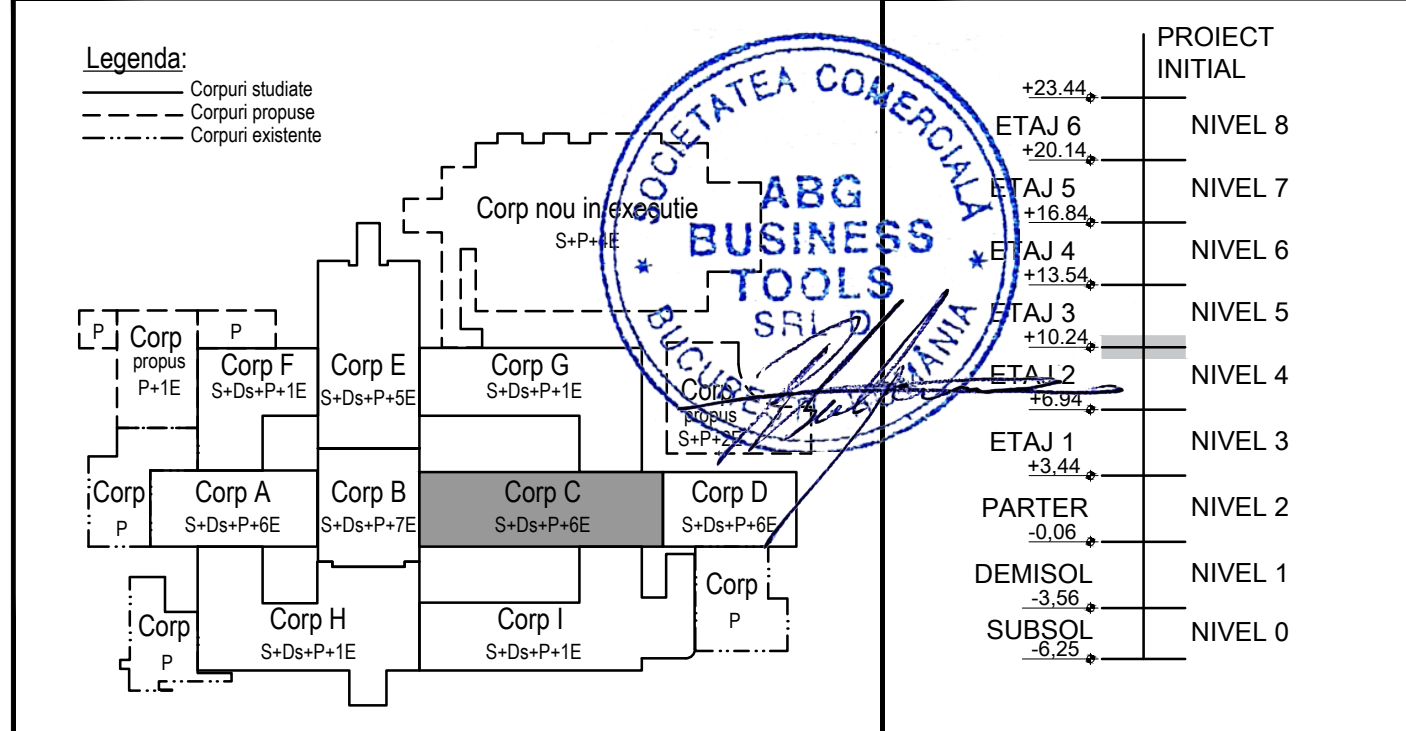 Legenda:
Corpuri studiate
Corpuri propuse
Corpuri existente
Corp nou in executie
S+P+4E
P
Corp
propus
P+1E
P
Corp F
S+Ds+P+1E
Corp E
S+Ds+P+5E
Corp G
S+Ds+P+1E
Corp
propus
S+P+2E
Corp
P
Corp A
S+Ds+P+6E
Corp B
S+Ds+P+7E
Corp C
S+Ds+P+6E
Corp D
S+Ds+P+6E
Corp
P
Corp H
S+Ds+P+1E
Corp I
S+Ds+P+1E
Corp
P
SOCIETATEA COMERCIALĂ
ABG
BUSINESS
TOOLS
SRL-D
* BUCUREȘTI - ROMÂNIA *
PROIECT
INITIAL
+23.44
ETAJ 6 NIVEL 8
+20.14
ETAJ 5 NIVEL 7
+16.84
ETAJ 4 NIVEL 6
+13.54
ETAJ 3 NIVEL 5
+10.24
ETAJ 2 NIVEL 4
+6.94
ETAJ 1 NIVEL 3
+3,44
PARTER NIVEL 2
-0,06
DEMISOL NIVEL 1
-3,56
SUBSOL NIVEL 0
-6,25